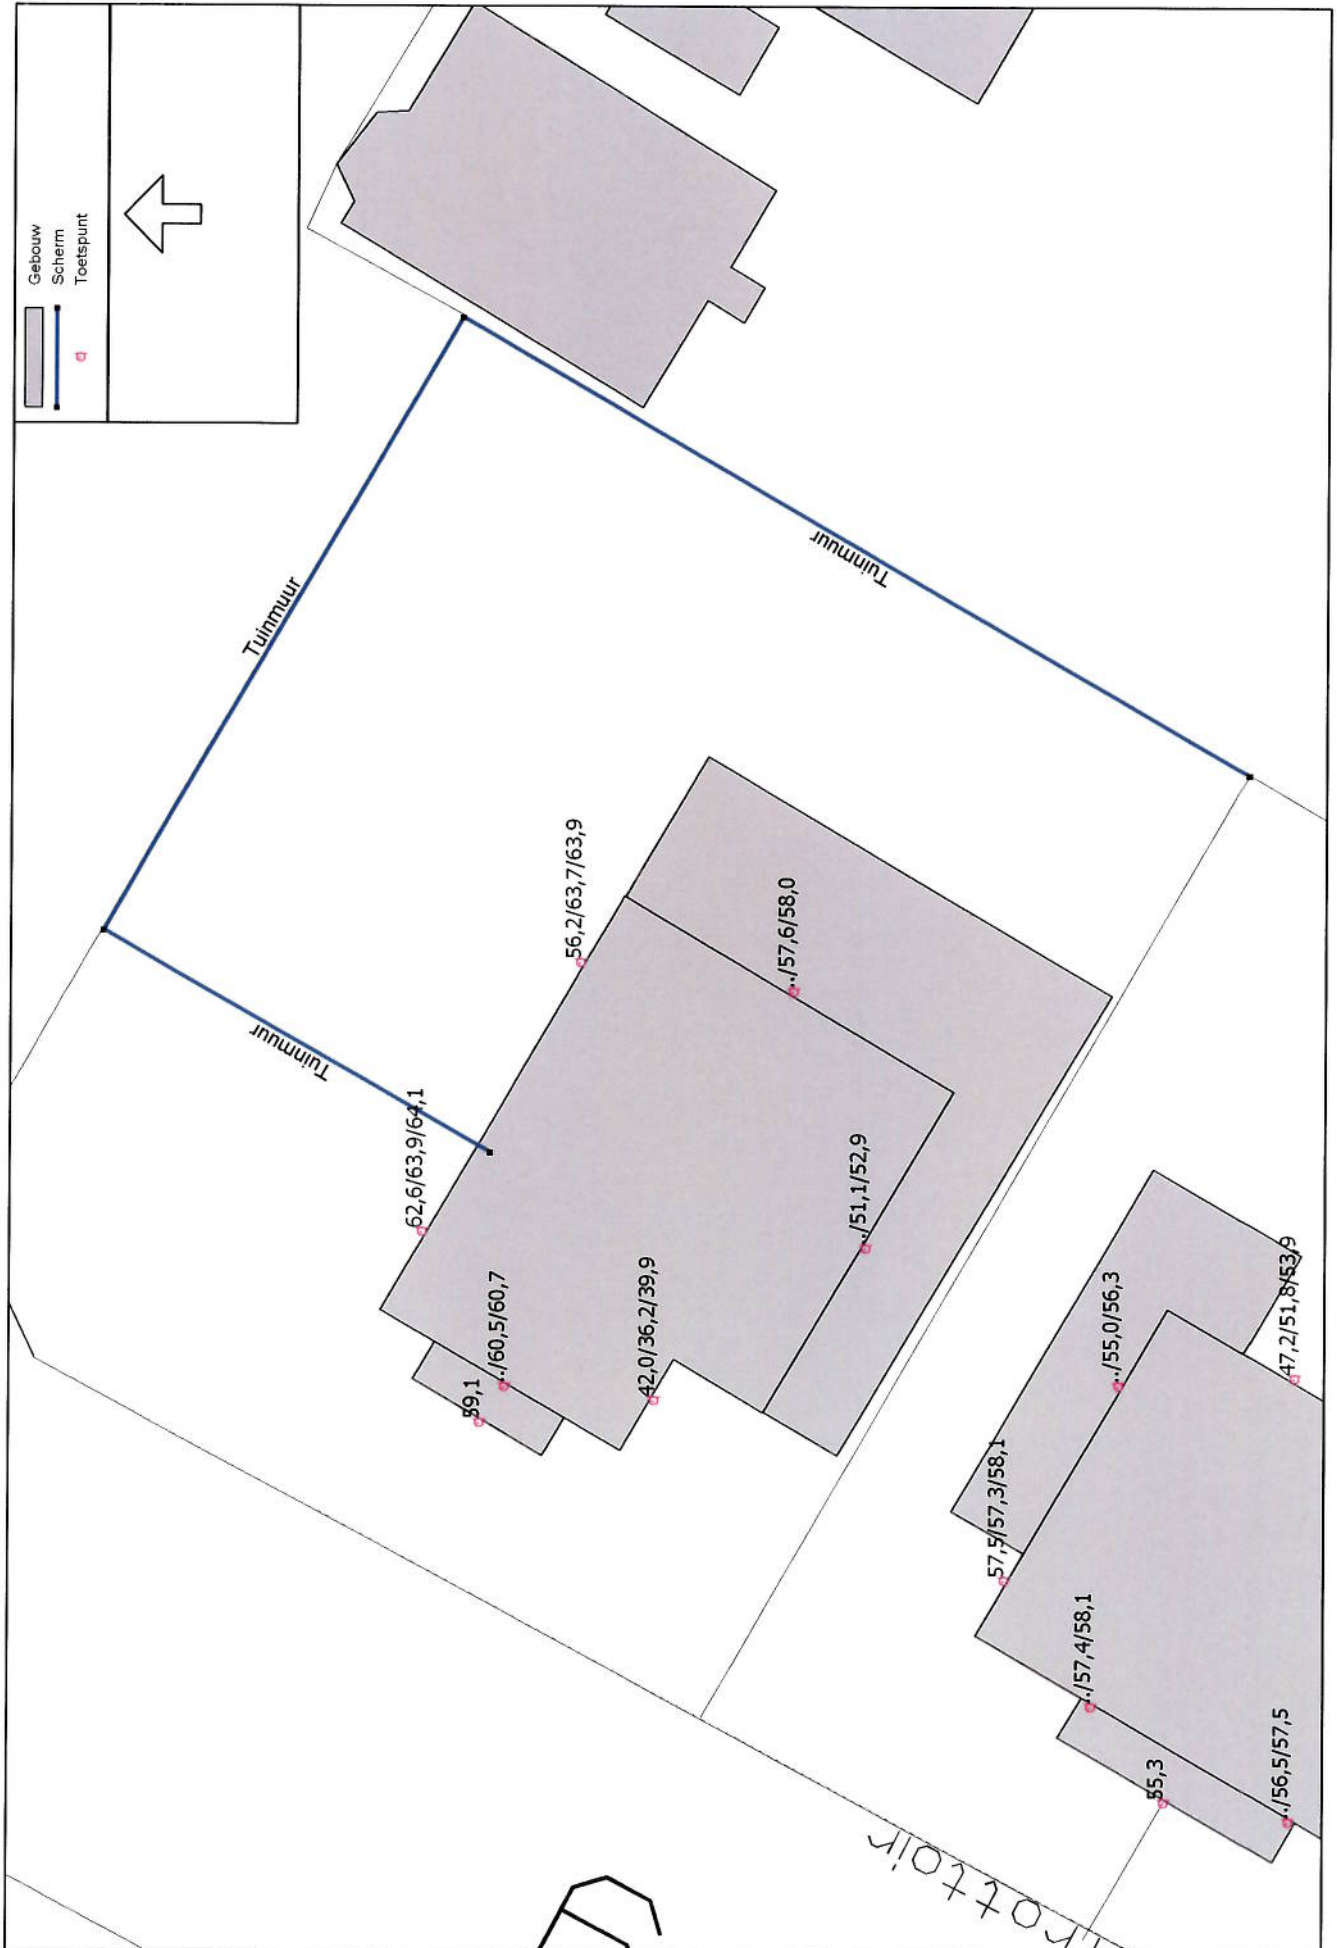 Gebouw
Scherm
Toetspunt
Tuinmuur
Tuinmuur
Tuinmuur
56,2/63,7/63,9
../57,6/58,0
62,6/63,9/64,1
../60,5/60,7
59,1
42,0/36,2/39,9
../51,1/52,9
../55,0/56,3
47,2/51,8/53,9
57,5/57,3/58,1
../57,4/58,1
55,3
../56,5/57,5
rottoir